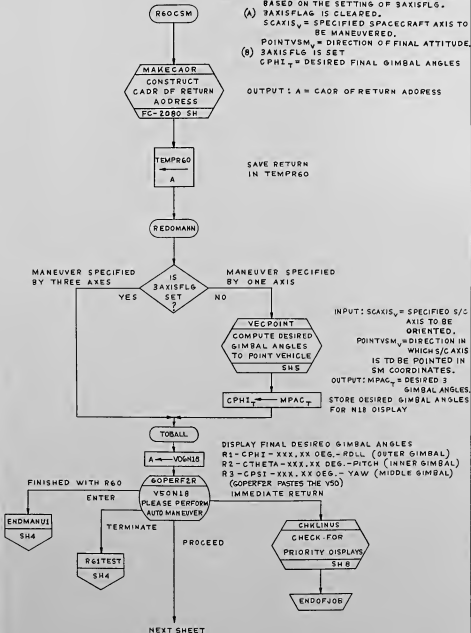 BASED ON THE SETTING OF 3AXISFLG.
R60CSM
(A) 3AXISFLAG IS CLEARED.
SCAXISv = SPECIFIED SPACECRAFT AXIS TO
BE MANEUVERED.
POINTVSMv = DIRECTION OF FINAL ATTITUDE.
(B) 3AXISFLG IS SET
CPHIT = DESIRED FINAL GIMBAL ANGLES
MAKECADR
CONSTRUCT
CADR OF RETURN
ADDRESS
FC-2080 SH
OUTPUT: A = CADR OF RETURN ADDRESS
TEMPR60
A
SAVE RETURN
IN TEMPR60
REDOMANN
MANEUVER SPECIFIED
BY THREE AXES
YES
IS
3AXISFLG
SET
?
MANEUVER SPECIFIED
BY ONE AXIS
NO
VECPOINT
COMPUTE DESIRED
GIMBAL ANGLES
TO POINT VEHICLE
SH5
INPUT: SCAXISv = SPECIFIED S/C
AXIS TO BE
ORIENTED.
POINTVSMv = DIRECTION IN
WHICH S/C AXIS
IS TO BE POINTED IN
SM COORDINATES.
OUTPUT: MPACT = DESIRED 3
GIMBAL ANGLES.
CPHIT ← MPACT
STORE DESIRED GIMBAL ANGLES
FOR N18 DISPLAY
TOBALL
A ← V06N18
DISPLAY FINAL DESIRED GIMBAL ANGLES
R1-CPHI-XXX.XX DEG.-ROLL (OUTER GIMBAL)
R2-CTHETA-XXX.XX DEG.-PITCH (INNER GIMBAL)
R3-CPSI-XXX.XX DEG.-YAW (MIDDLE GIMBAL)
(GOPERF2R PASTES THE V50)
GOPERF2R
V50N18
PLEASE PERFORM
AUTO MANEUVER
FINISHED WITH R60
ENTER
IMMEDIATE RETURN
ENDMANU1
SH4
TERMINATE
R61TEST
SH4
PROCEED
CHKLINUS
CHECK FOR
PRIORITY DISPLAYS
SH8
ENDOFJOB
NEXT SHEET